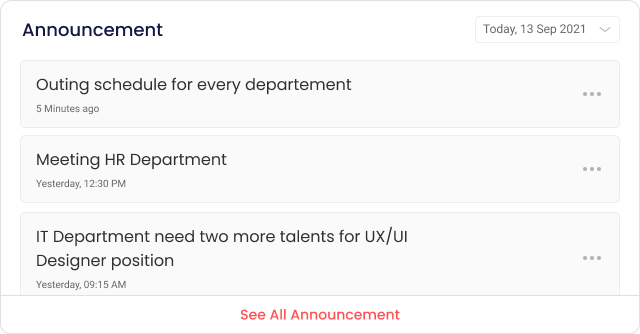 Announcement
Today, 13 Sep 2021
Outing schedule for every departement
5 Minutes ago
Meeting HR Department
Yesterday, 12:30 PM
IT Department need two more talents for UX/UI
Designer position
Yesterday, 09:15 AM
See All Announcement